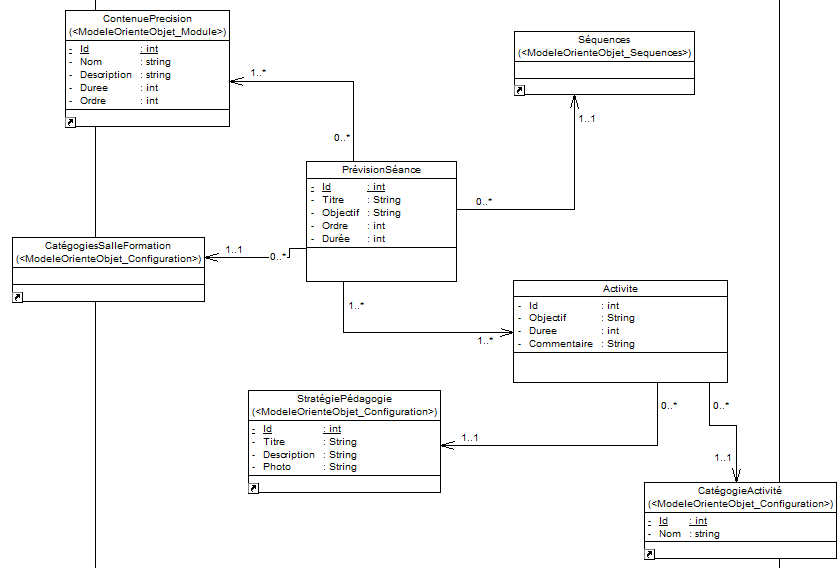 ContenuePrecision
(<ModeleOrienteObjet_Module>)
- Id : int
- Nom : string
- Description : string
- Duree : int
- Ordre : int
1..*
0..*
Séquences
(<ModeleOrienteObjet_Sequences>)
1..1
0..*
PrévisionSéance
- Id : int
- Titre : String
- Objectif : String
- Ordre : int
- Durée : int
CatégogiesSalleFormation
(<ModeleOrienteObjet_Configuration>)
1..1
0..*
1..*
1..*
Activite
- Id : int
- Objectif : String
- Duree : int
- Commentaire : String
0..*
0..*
StratégiePédagogie
(<ModeleOrienteObjet_Configuration>)
- Id : int
- Titre : String
- Description : String
- Photo : String
1..1
1..1
CatégogieActivité
(<ModeleOrienteObjet_Configuration>)
- Id : int
- Nom : string